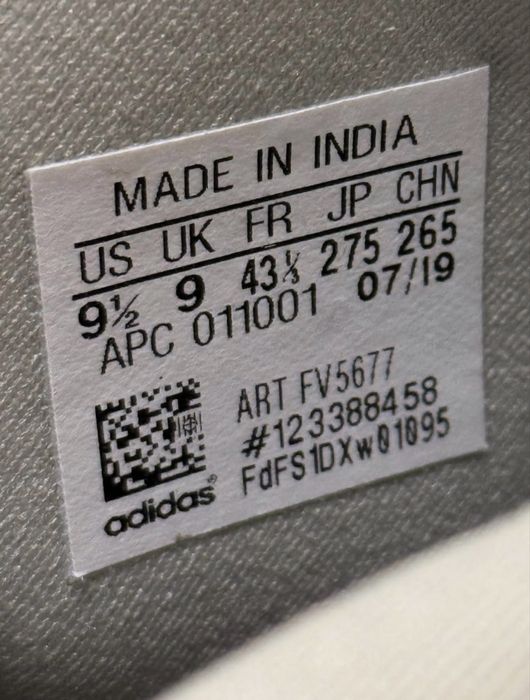 MADE IN INDIA
US UK FR JP CHN
9½ 9 43⅓ 275 265
APC 011001 07/19
ART FV5677
#123388458
FdFS1DXw01095
adidas®